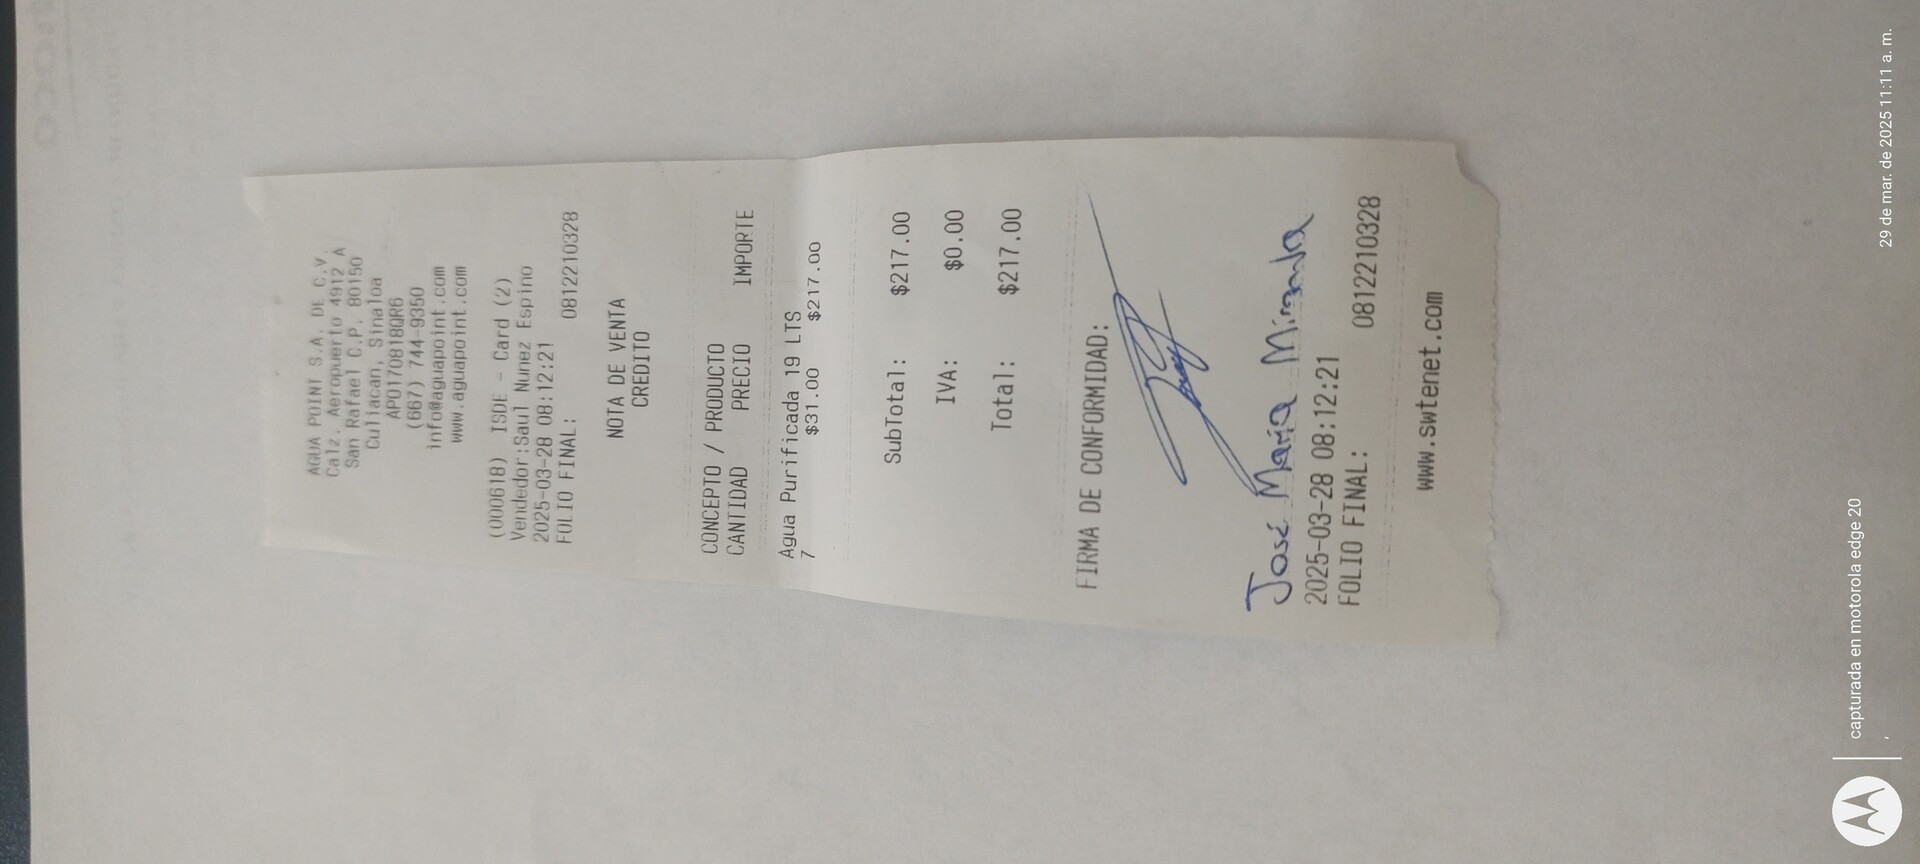 AGUA POINT S.A. DE C.V.
Calz. Aeropuerto 4912 A
San Rafael C.P. 80150
Culiacan, Sinaloa
APO170818QR6
(667) 744-9350
info@aguapoint.com
www.aguapoint.com
(000618) ISDE - Card (2)
Vendedor:Saul Nunez Espino
2025-03-28 08:12:21
FOLIO FINAL: 0812210328
NOTA DE VENTA
CREDITO
CONCEPTO / PRODUCTO
CANTIDAD PRECIO IMPORTE
Agua Purificada 19 LTS
7 $31.00 $217.00
SubTotal: $217.00
IVA: $0.00
Total: $217.00
FIRMA DE CONFORMIDAD:
José María Miranda
2025-03-28 08:12:21
FOLIO FINAL: 0812210328
www.swtenet.com
capturada en motorola edge 20
29 de mar. de 2025 11:11 a. m.